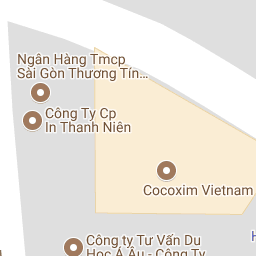 Ngân Hàng Tmcp
Sài Gòn Thương Tín…
Công Ty Cp
In Thanh Niên
Cocoxim Vietnam
Công ty Tư Vấn Du
Học Á Âu - Công Ty